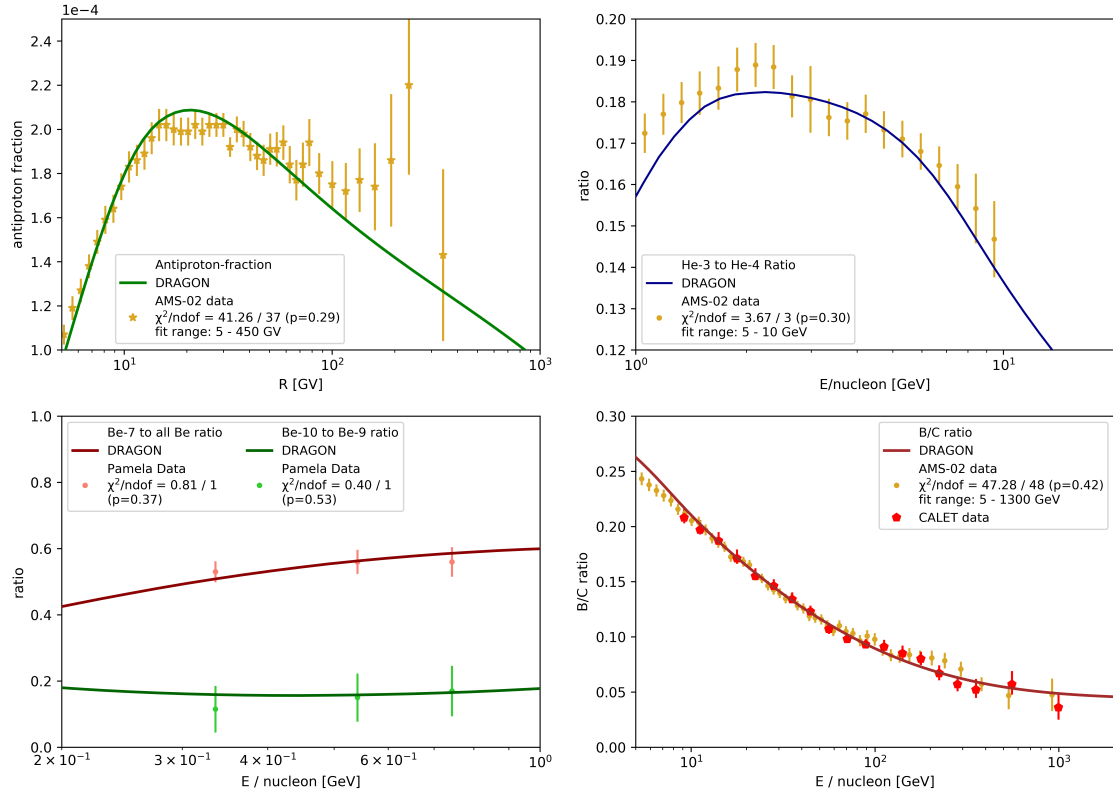 1e−4
2.4
2.2
2.0
1.8
1.6
1.4
1.2
1.0
antiproton fraction
Antiproton-fraction
DRAGON
AMS-02 data
χ²/ndof = 41.26 / 37 (p=0.29)
fit range: 5 - 450 GV
10¹
10²
10³
R [GV]
0.20
0.19
0.18
0.17
0.16
0.15
0.14
0.13
0.12
ratio
He-3 to He-4 Ratio
DRAGON
AMS-02 data
χ²/ndof = 3.67 / 3 (p=0.30)
fit range: 5 - 10 GeV
10⁰
10¹
E/nucleon [GeV]
1.0
0.8
0.6
0.4
0.2
0.0
ratio
Be-7 to all Be ratio
DRAGON
Pamela Data
χ²/ndof = 0.81 / 1
(p=0.37)
Be-10 to Be-9 ratio
DRAGON
Pamela Data
χ²/ndof = 0.40 / 1
(p=0.53)
2 × 10⁻¹
3 × 10⁻¹
4 × 10⁻¹
6 × 10⁻¹
10⁰
E / nucleon [GeV]
0.30
0.25
0.20
0.15
0.10
0.05
0.00
B/C ratio
B/C ratio
DRAGON
AMS-02 data
χ²/ndof = 47.28 / 48 (p=0.42)
fit range: 5 - 1300 GeV
CALET data
10¹
10²
10³
E / nucleon [GeV]